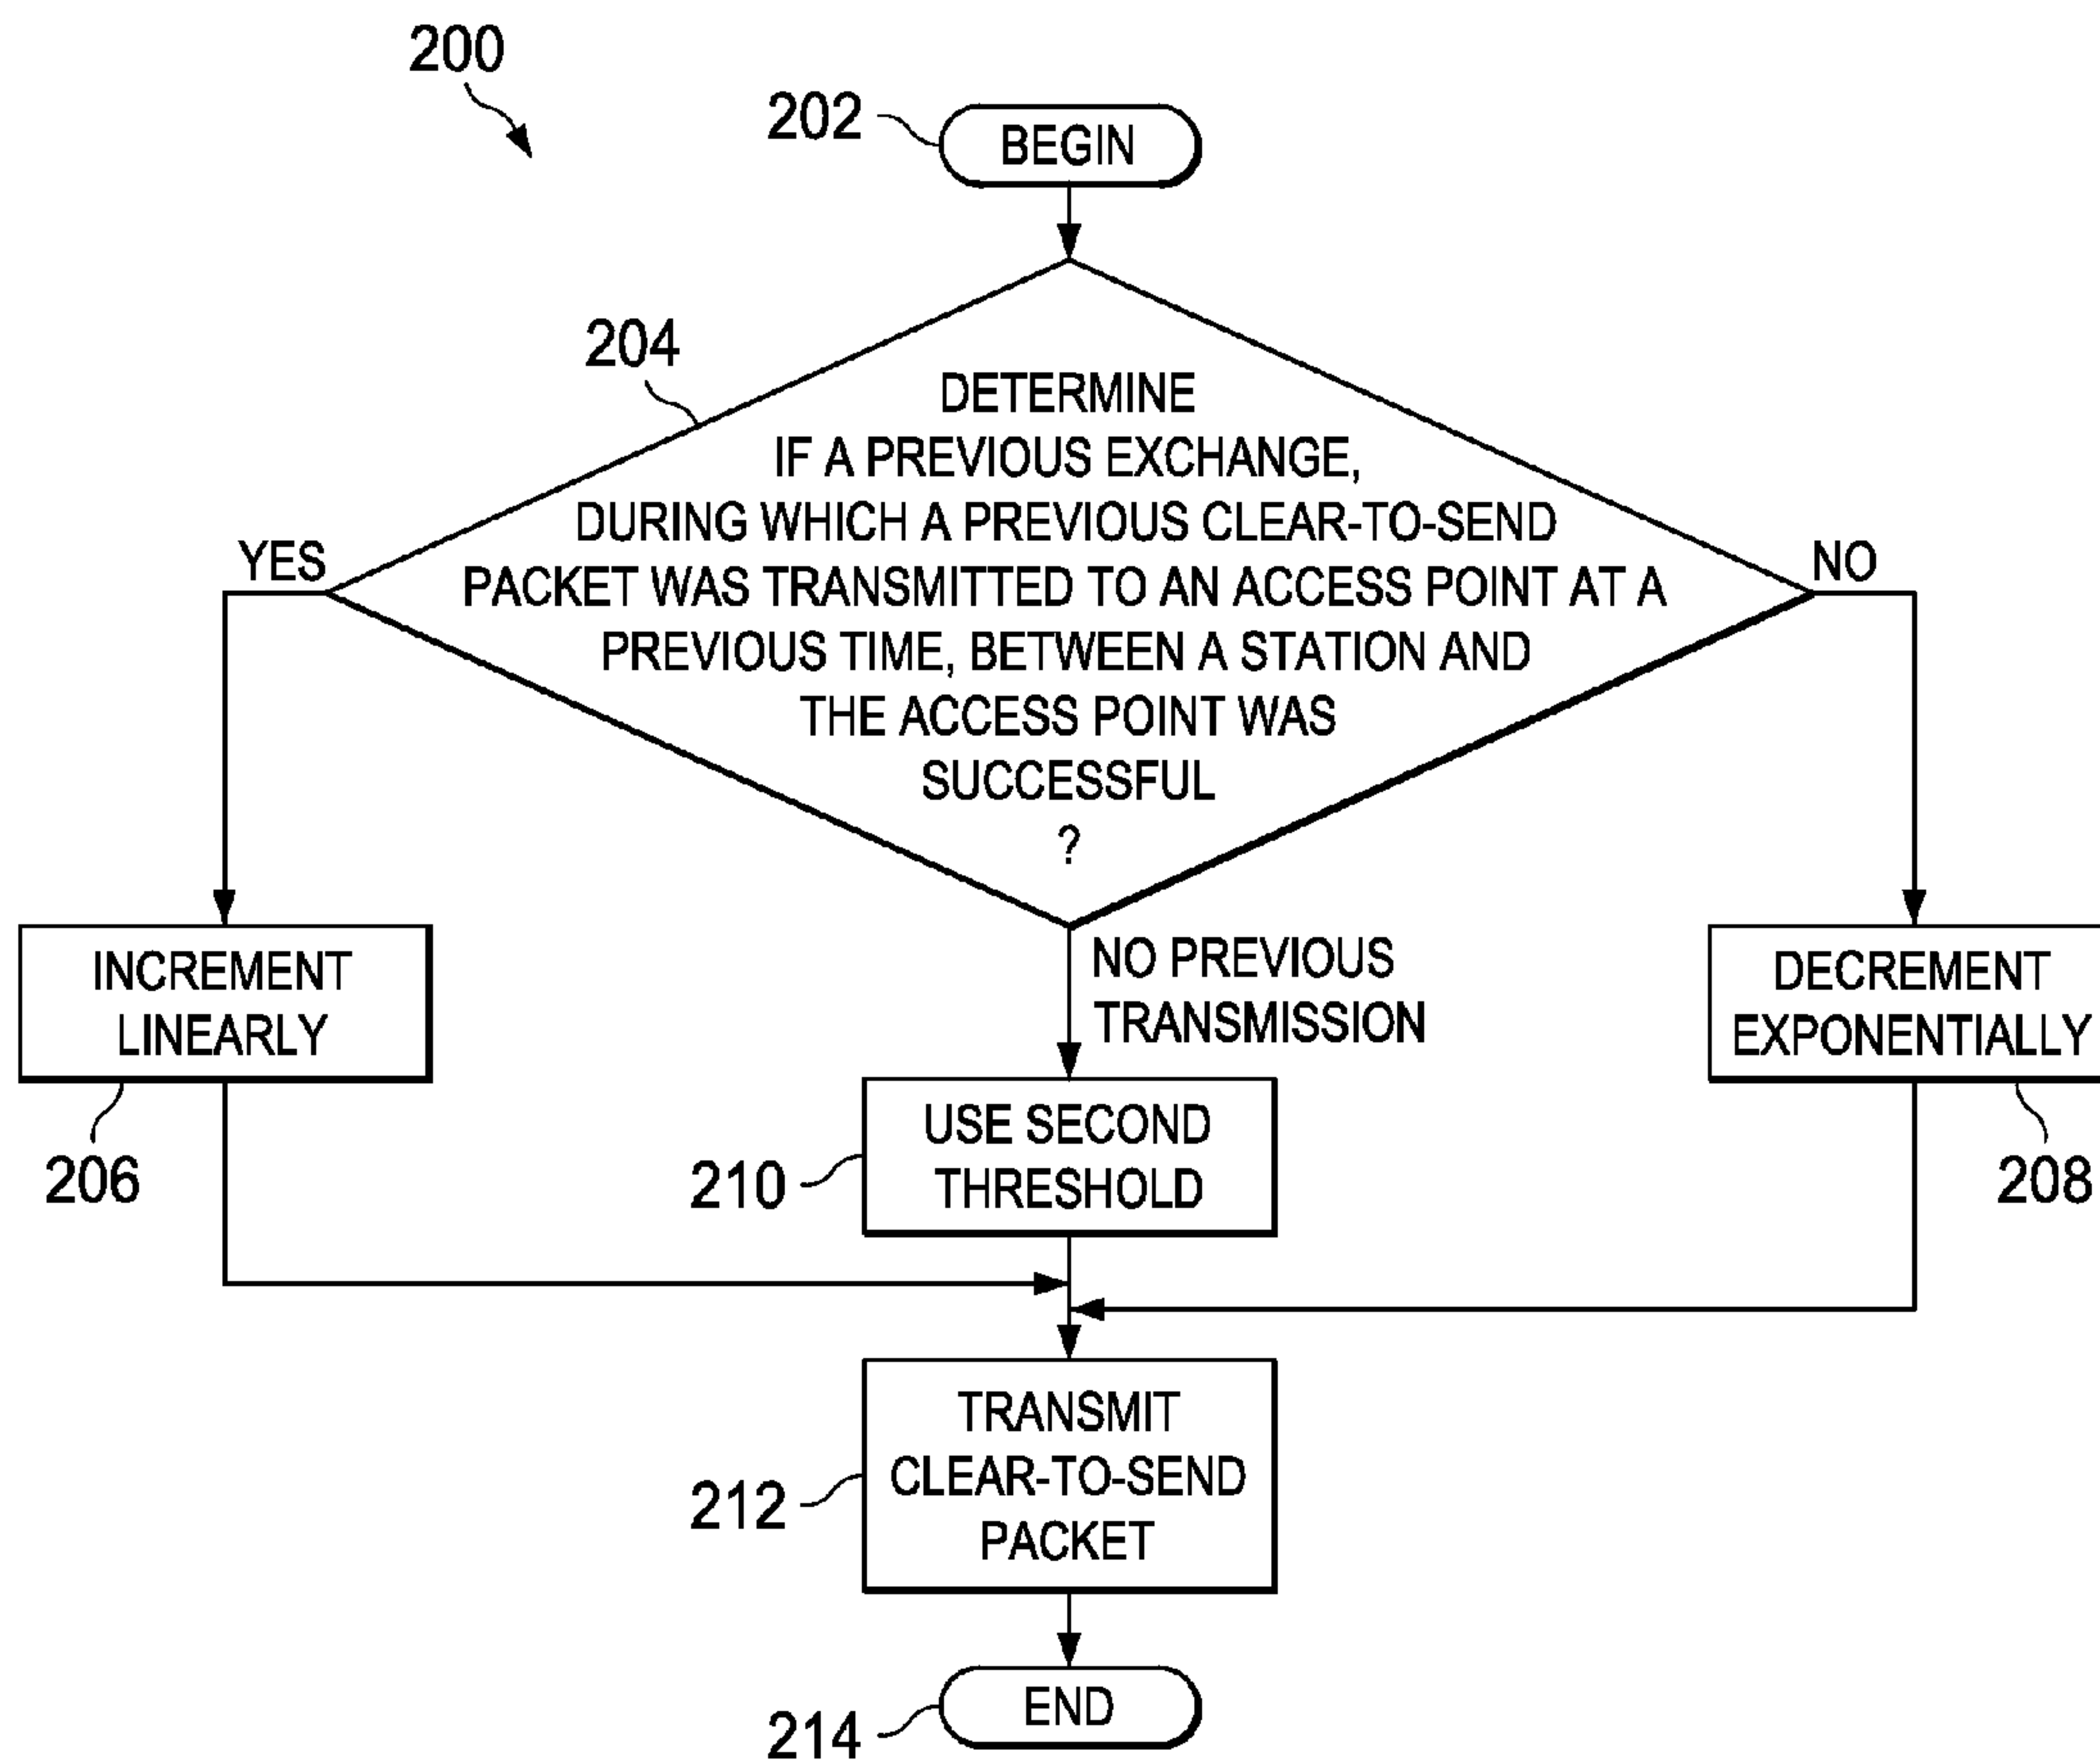 200
202
BEGIN
204
DETERMINE
IF A PREVIOUS EXCHANGE,
DURING WHICH A PREVIOUS CLEAR-TO-SEND
PACKET WAS TRANSMITTED TO AN ACCESS POINT AT A
PREVIOUS TIME, BETWEEN A STATION AND
THE ACCESS POINT WAS
SUCCESSFUL
?
YES
NO
INCREMENT
LINEARLY
206
NO PREVIOUS
TRANSMISSION
DECREMENT
EXPONENTIALLY
208
USE SECOND
THRESHOLD
210
TRANSMIT
CLEAR-TO-SEND
PACKET
212
END
214